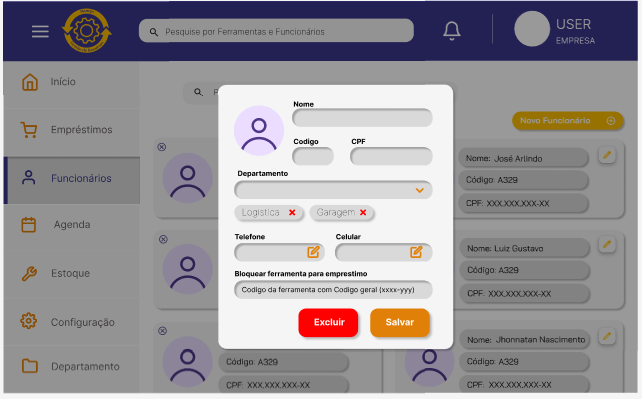 Pesquise por Ferramentas e Funcionários
USER
EMPRESA
Início
Empréstimos
Funcionários
Agenda
Estoque
Configuração
Departamento
Novo Funcionário
Nome
Codigo
CPF
Departamento
Logistica
Garagem
Telefone
Celular
Bloquear ferramenta para emprestimo
Codigo da ferramenta com Codigo geral (xxxx-yyy)
Excluir
Salvar
Nome: José Arlindo
Código: A329
CPF: XXX.XXX.XXX-XX
Nome: Luiz Gustavo
Código: A329
CPF: XXX.XXX.XXX-XX
Código: A329
CPF: XXX.XXX.XXX-XX
Nome: Jhonnatan Nascimento
Código: A329
CPF: XXX.XXX.XXX-XX